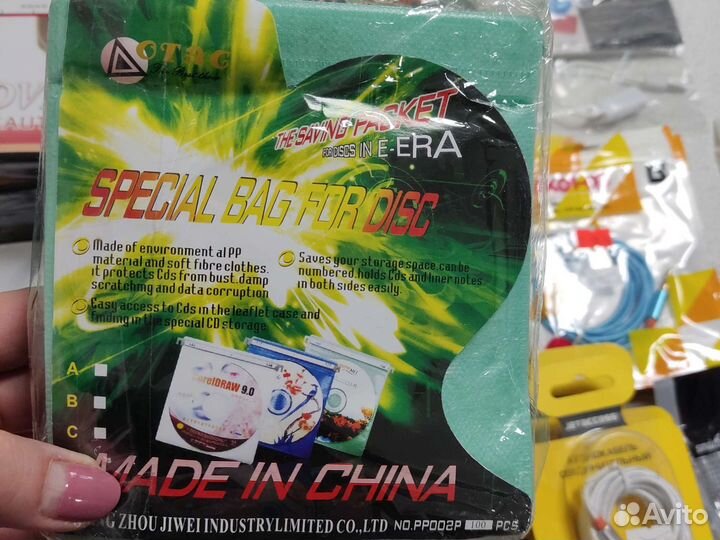 CTAC
THE SAVING PACKET
FOR DISCS IN E-ERA
SPECIAL BAG FOR DISC
Made of environment al PP
material and soft fibre clothes.
it protects Cds from bust.damp
scratching and data corruption
Easy access to Cds in the leaflet case and
finding in the special CD storage.
Saves your storage space.can be
numbered.holds Cds and liner notes
in both sides easily.
A
B
C
CorelDRAW 9.0
MADE IN CHINA
ZHOU JIWEI INDUSTRYLIMITED CO.,LTD NO.PP002P 100 PCS
JETACCESS
Avito